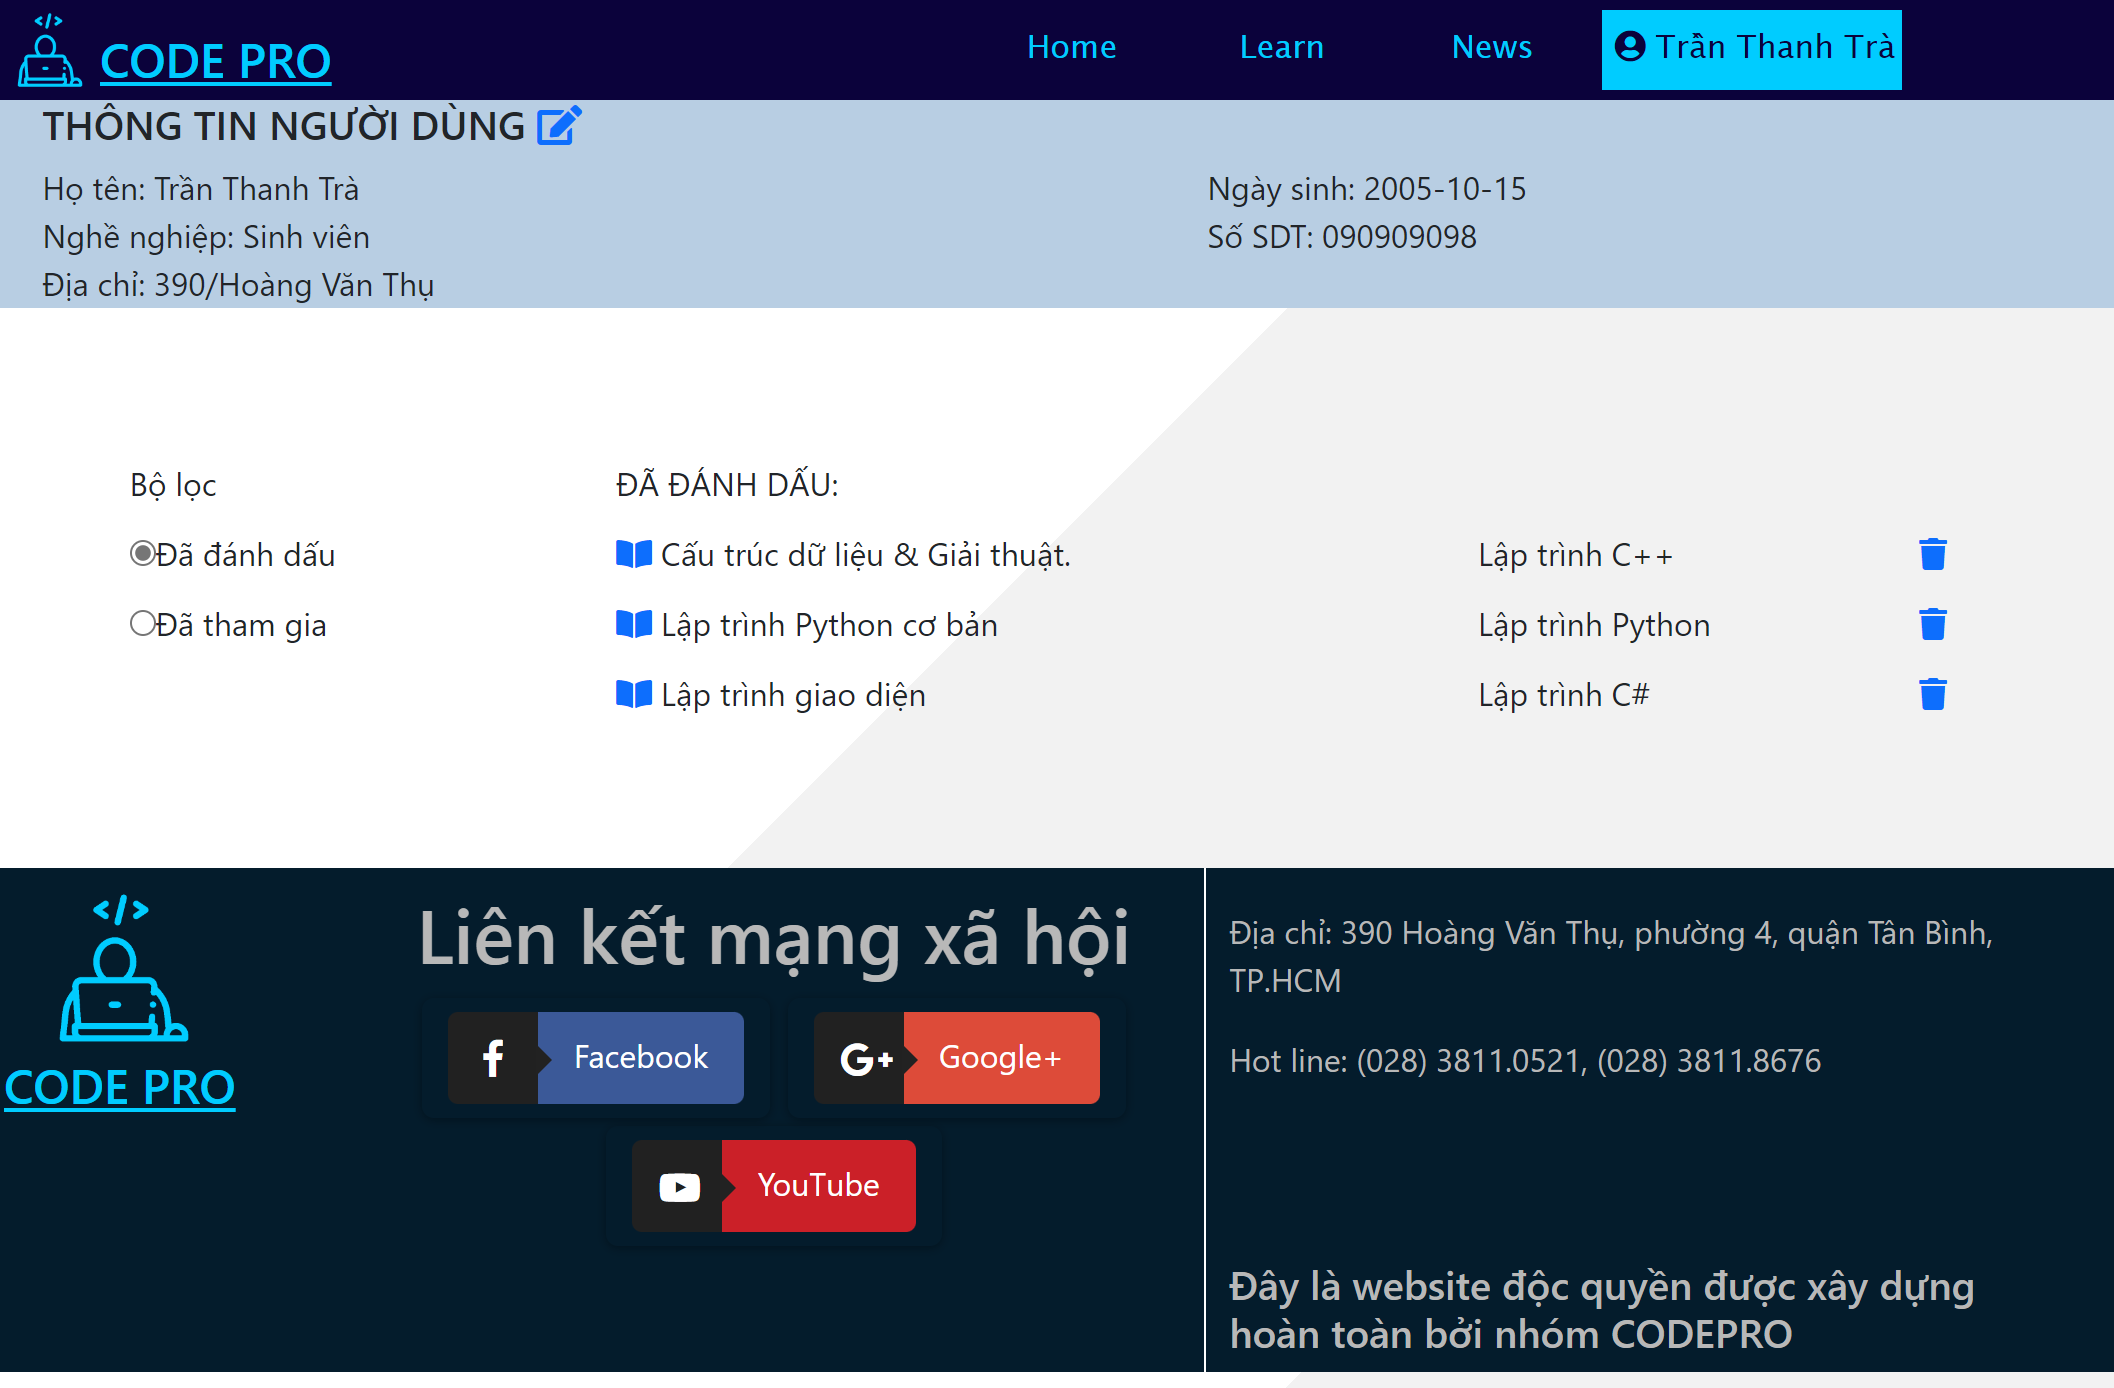 CODE PRO
Home Learn News Trần Thanh Trà
THÔNG TIN NGƯỜI DÙNG
Họ tên: Trần Thanh Trà Ngày sinh: 2005-10-15
Nghề nghiệp: Sinh viên Số SDT: 090909098
Địa chỉ: 390/Hoàng Văn Thụ
Bộ lọc ĐÃ ĐÁNH DẤU:
Đã đánh dấu Cấu trúc dữ liệu & Giải thuật. Lập trình C++
Đã tham gia Lập trình Python cơ bản Lập trình Python
Lập trình giao diện Lập trình C#
</>
CODE PRO
Liên kết mạng xã hội
Facebook G+ Google+
YouTube
Địa chỉ: 390 Hoàng Văn Thụ, phường 4, quận Tân Bình,
TP.HCM
Hot line: (028) 3811.0521, (028) 3811.8676
Đây là website độc quyền được xây dựng
hoàn toàn bởi nhóm CODEPRO